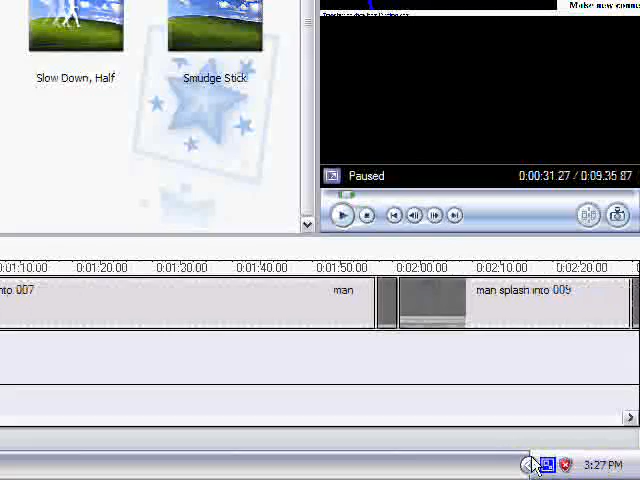 Make new conne
Slow Down, Half
Smudge Stick
Paused
0:00:31.27 / 0:09.35 87
0:01:10.00 0:01:20.00 0:01:30.00 0:01:40.00 0:01:50.00 0:02:00.00 0:02:10.00 0:02:20.00
nto 007
man
man splash into 009
3:27 PM